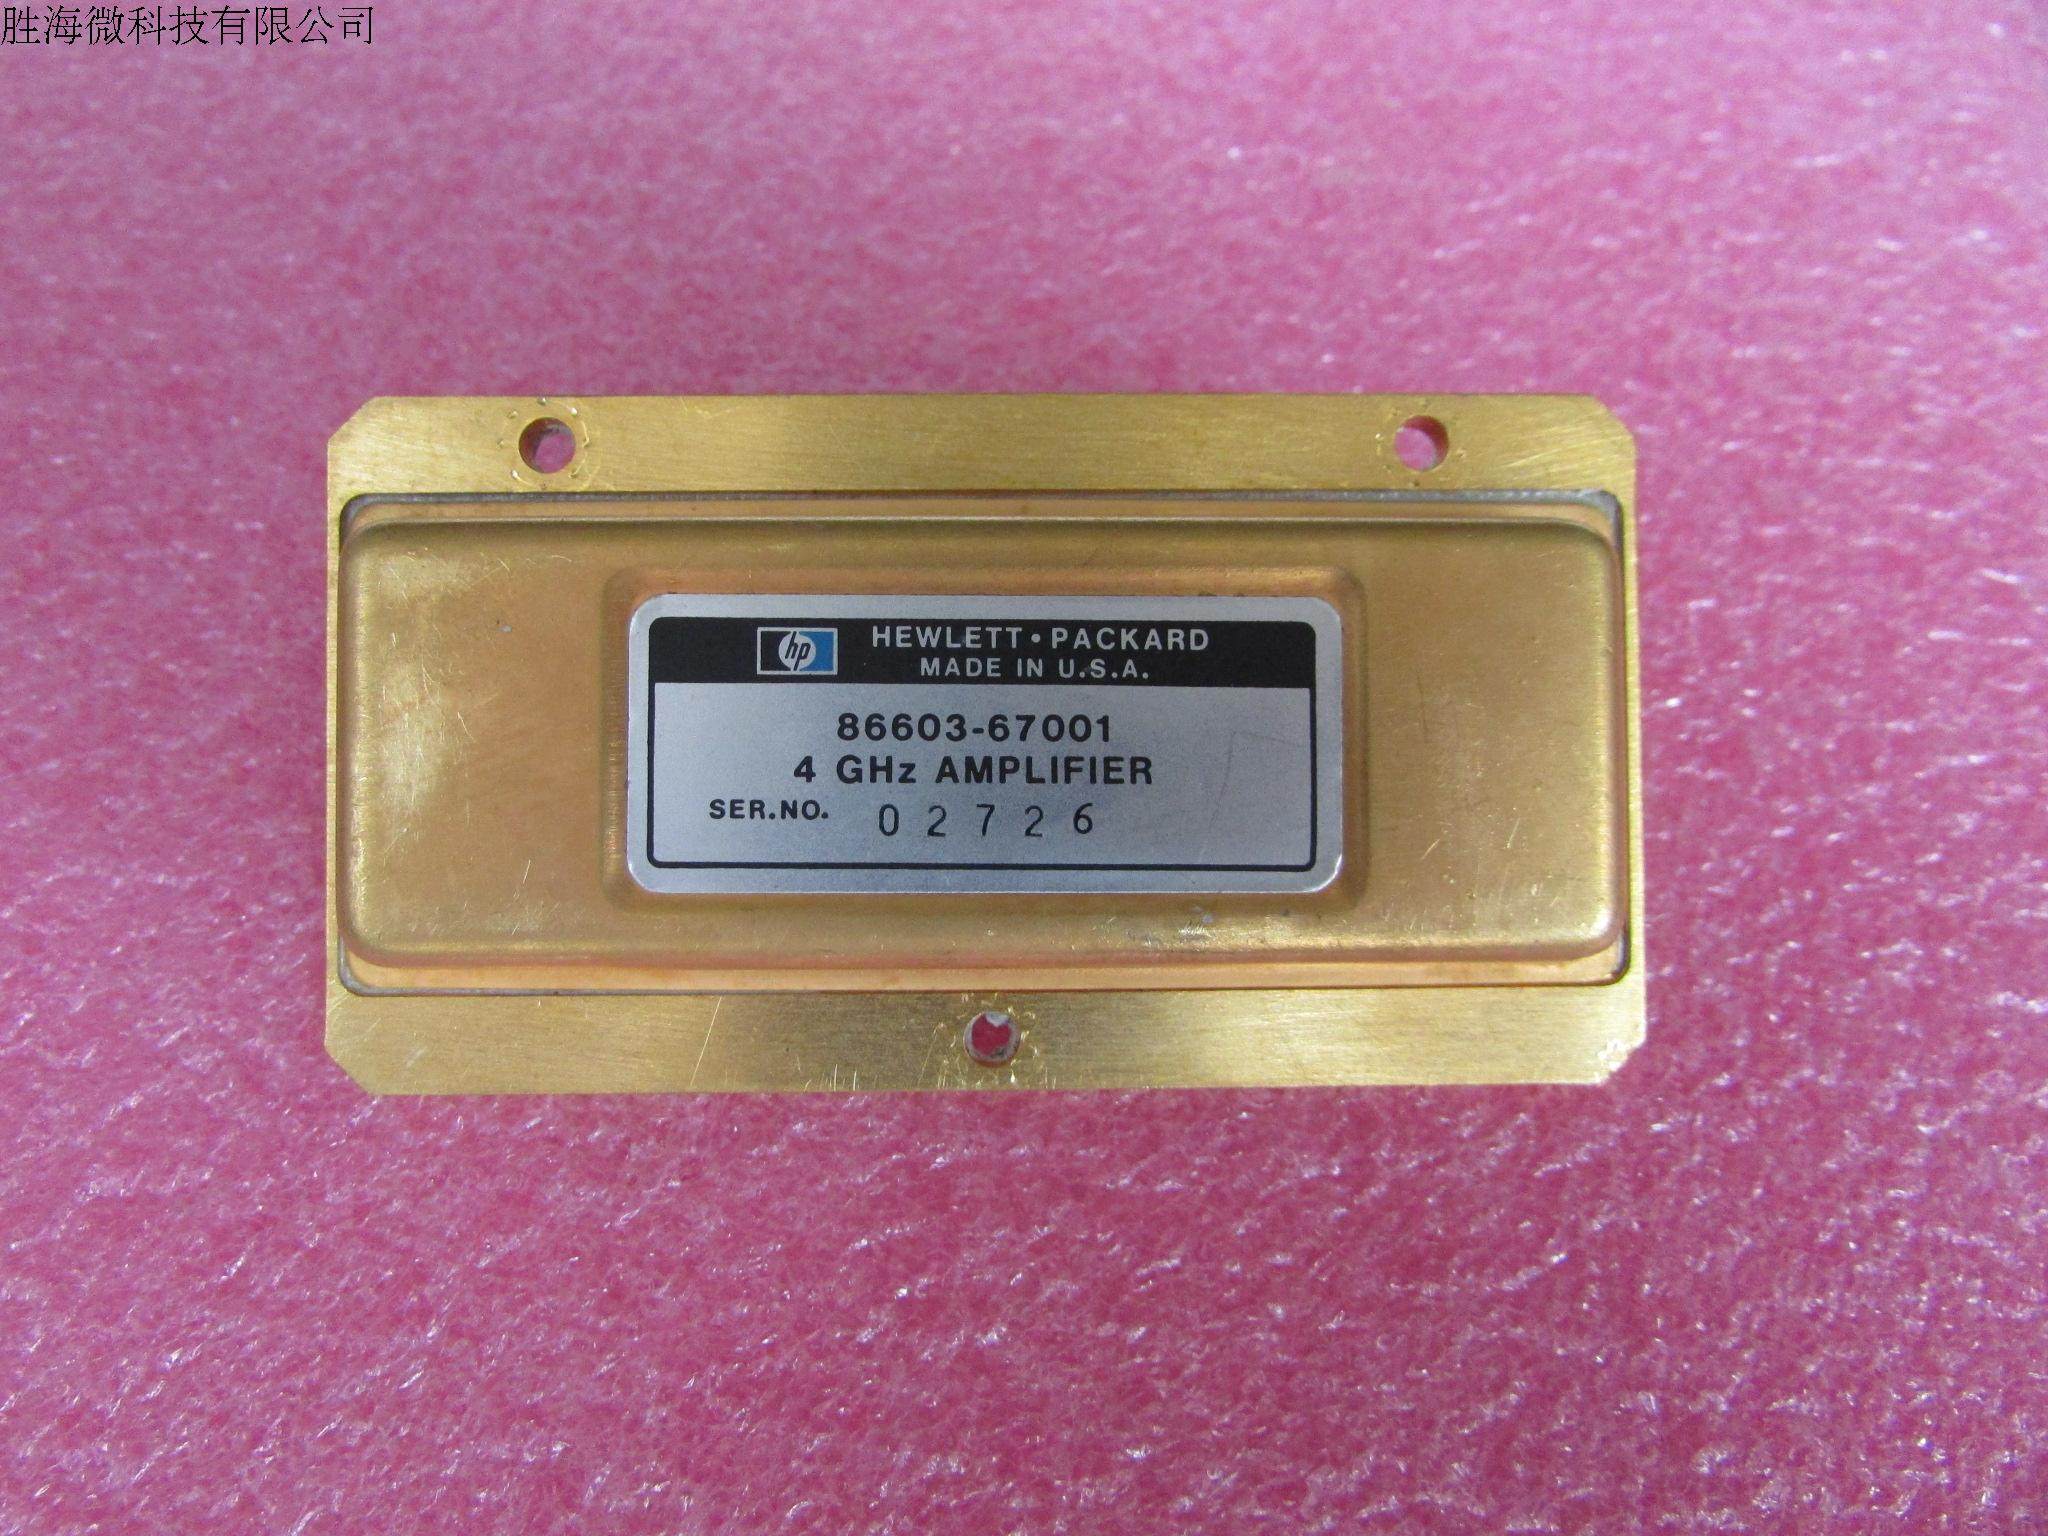 胜海微科技有限公司
hp
HEWLETT • PACKARD
MADE IN U.S.A.
86603-67001
4 GHz AMPLIFIER
SER.NO. 02726